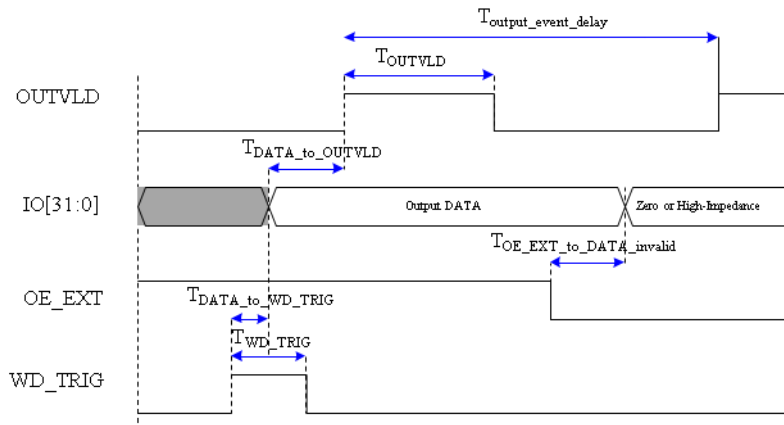 T_output_event_delay
T_OUTVLD
OUTVLD
T_DATA_to_OUTVLD
IO[31:0]
Output DATA
Zero or High-Impedance
T_OE_EXT_to_DATA_invalid
OE_EXT
T_DATA_to_WD_TRIG
T_WD_TRIG
WD_TRIG